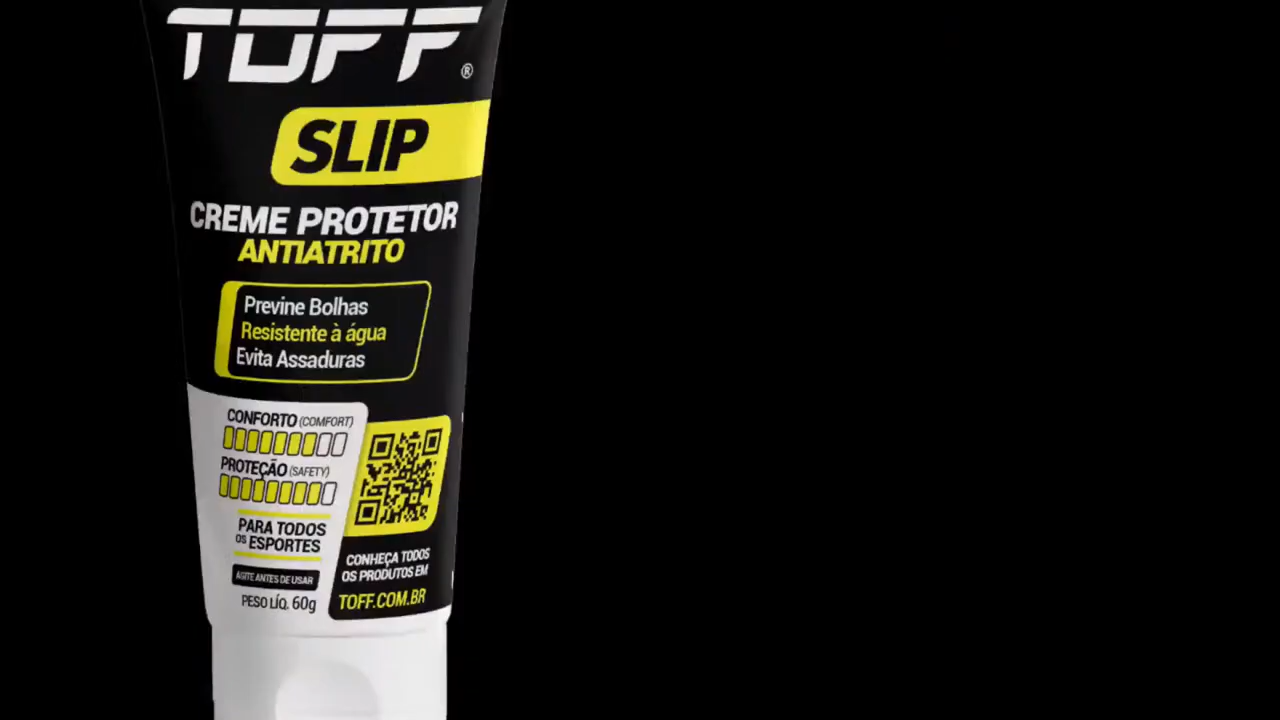 TOFF®
SLIP
CREME PROTETOR
ANTIATRITO
Previne Bolhas
Resistente à água
Evita Assaduras
CONFORTO (COMFORT)
PROTEÇÃO (SAFETY)
PARA TODOS
OS ESPORTES
AGITE ANTES DE USAR
PESO LÍQ. 60g
CONHEÇA TODOS
OS PRODUTOS EM
TOFF.COM.BR